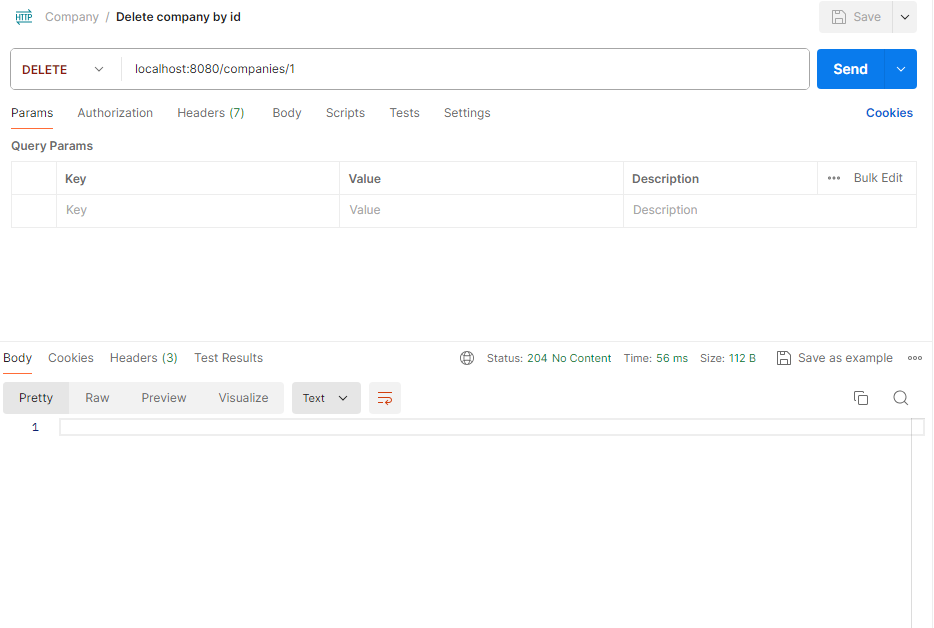 HTTP Company / Delete company by id Save
DELETE localhost:8080/companies/1 Send
Params Authorization Headers (7) Body Scripts Tests Settings Cookies
Query Params
Key Value Description ••• Bulk Edit
Key Value Description
Body Cookies Headers (3) Test Results Status: 204 No Content Time: 56 ms Size: 112 B Save as example
Pretty Raw Preview Visualize Text
1